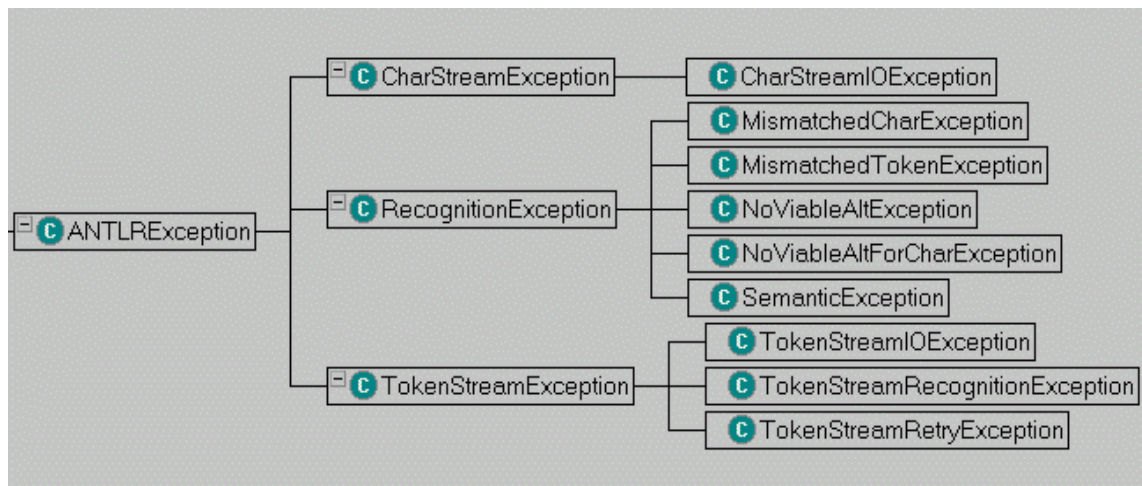 CharStreamException
CharStreamIOException
MismatchedCharException
MismatchedTokenException
RecognitionException
NoViableAltException
ANTLRException
NoViableAltForCharException
SemanticException
TokenStreamIOException
TokenStreamException
TokenStreamRecognitionException
TokenStreamRetryException